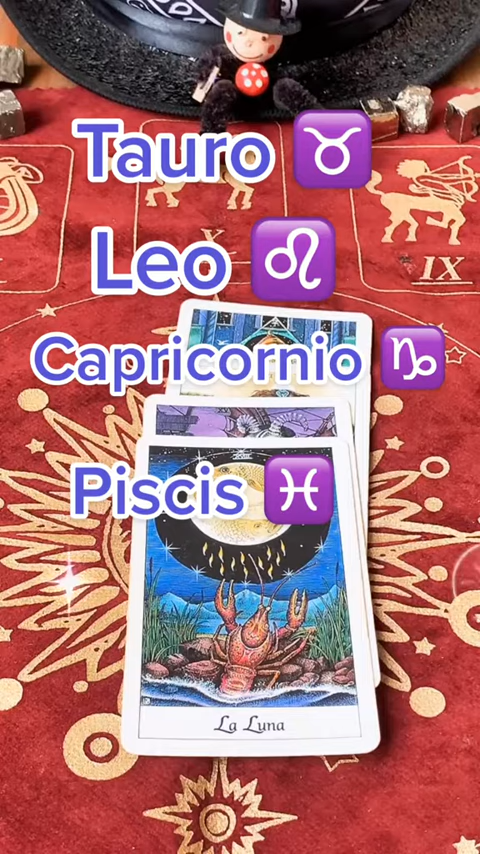 Tauro ♉
Leo ♌
X
IX
Capricornio ♑
Piscis ♓
La Luna